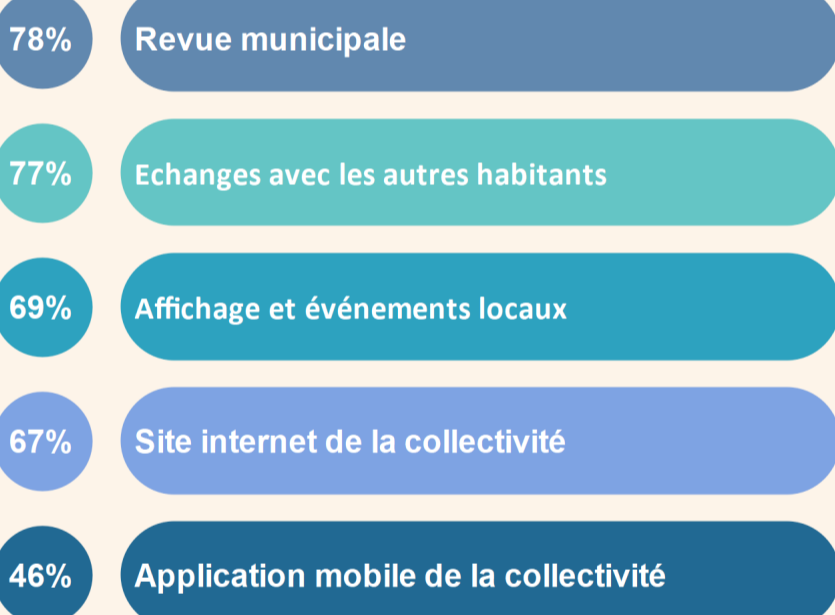 78% Revue municipale
77% Echanges avec les autres habitants
69% Affichage et événements locaux
67% Site internet de la collectivité
46% Application mobile de la collectivité